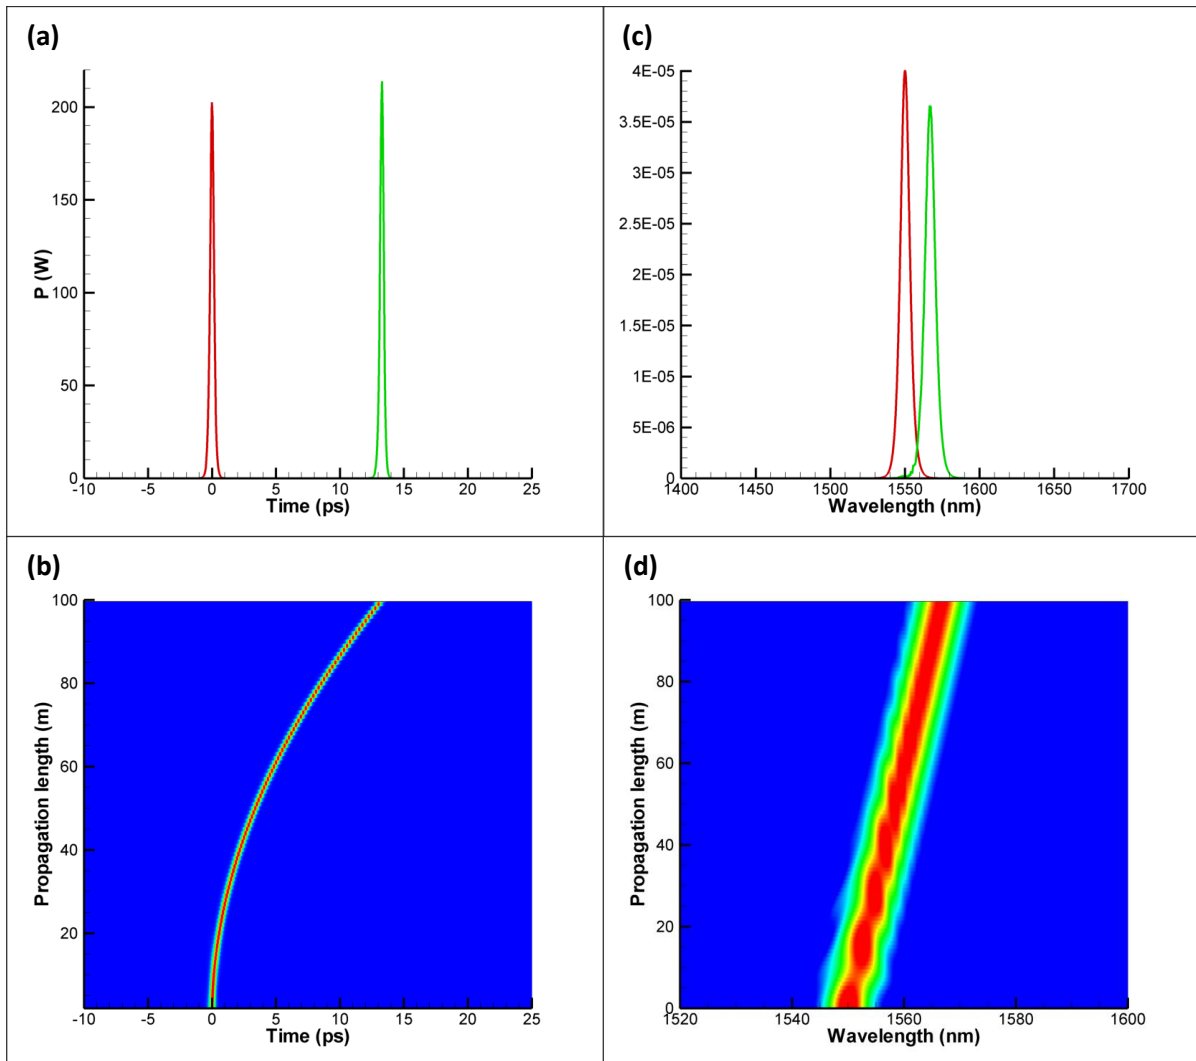 (a)
200
150
100
50
0
P (W)
-10 -5 0 5 10 15 20 25
Time (ps)
(c)
4E-05
3.5E-05
3E-05
2.5E-05
2E-05
1.5E-05
1E-05
5E-06
0
1400 1450 1500 1550 1600 1650 1700
Wavelength (nm)
(b)
100
80
60
40
20
Propagation length (m)
-10 -5 0 5 10 15 20 25
Time (ps)
(d)
100
80
60
40
20
0
Propagation length (m)
1520 1540 1560 1580 1600
Wavelength (nm)